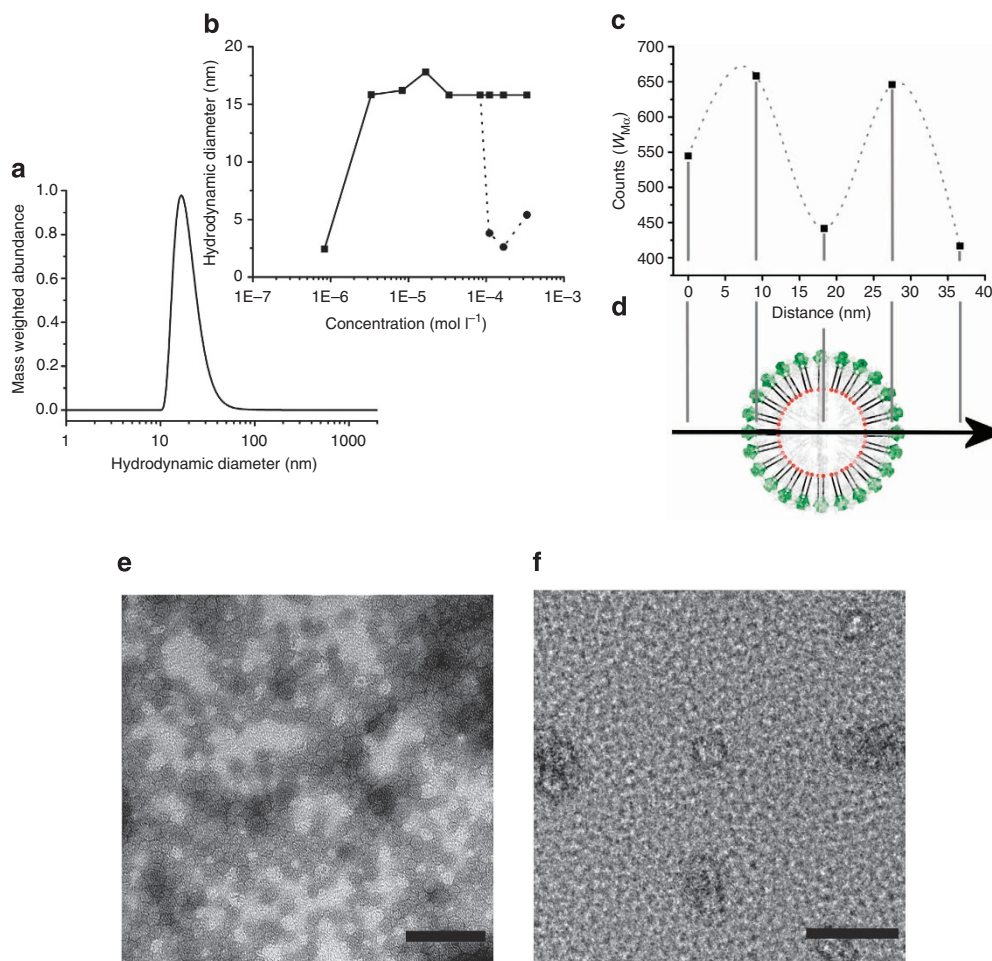 a
Mass weighted abundance
1.0
0.8
0.6
0.4
0.2
0.0
1
10
100
1000
Hydrodynamic diameter (nm)
b
Hydrodynamic diameter (nm)
20
15
10
5
0
1E–7
1E–6
1E–5
1E–4
1E–3
Concentration (mol l⁻¹)
c
Counts (W_Mα)
700
650
600
550
500
450
400
0
5
10
15
20
25
30
35
40
Distance (nm)
d
e
f